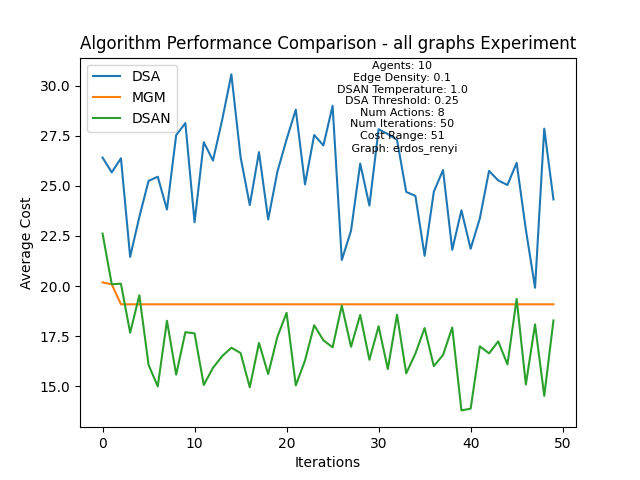 Algorithm Performance Comparison - all graphs Experiment
DSA
MGM
DSAN
Agents: 10
Edge Density: 0.1
DSAN Temperature: 1.0
DSA Threshold: 0.25
Num Actions: 8
Num Iterations: 50
Cost Range: 51
Graph: erdos_renyi
Average Cost
30.0
27.5
25.0
22.5
20.0
17.5
15.0
0
10
20
30
40
50
Iterations